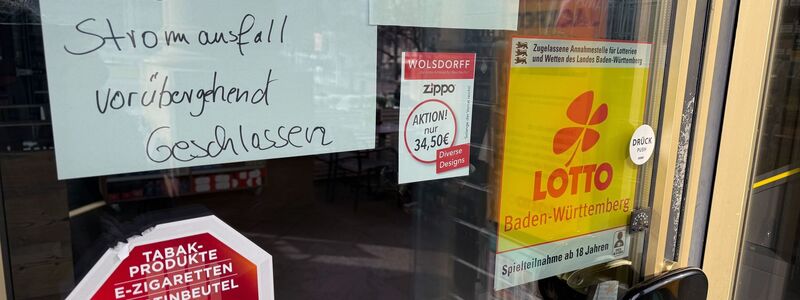 Stromausfall
vorübergehend
Geschlossen
WOLSDORFF
zippo
AKTION!
nur
34,50€
Diverse
Designs
Zugelassene Annahmestelle für Lotterien
und Wetten des Landes Baden-Württemberg
LOTTO
Baden-Württemberg
Spielteilnahme ab 18 Jahren
DRÜCK
PUSH
TABAK-
PRODUKTE
E-ZIGARETTEN